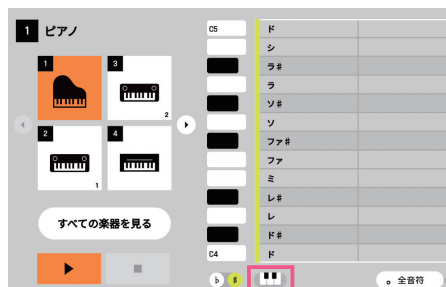 1 ピアノ
1
3
2
2
4
1
すべての楽器を見る
C5
ド
シ
ラ#
ラ
ソ#
ソ
ファ#
ファ
ミ
レ#
レ
ド#
C4
ド
♭ #
全音符